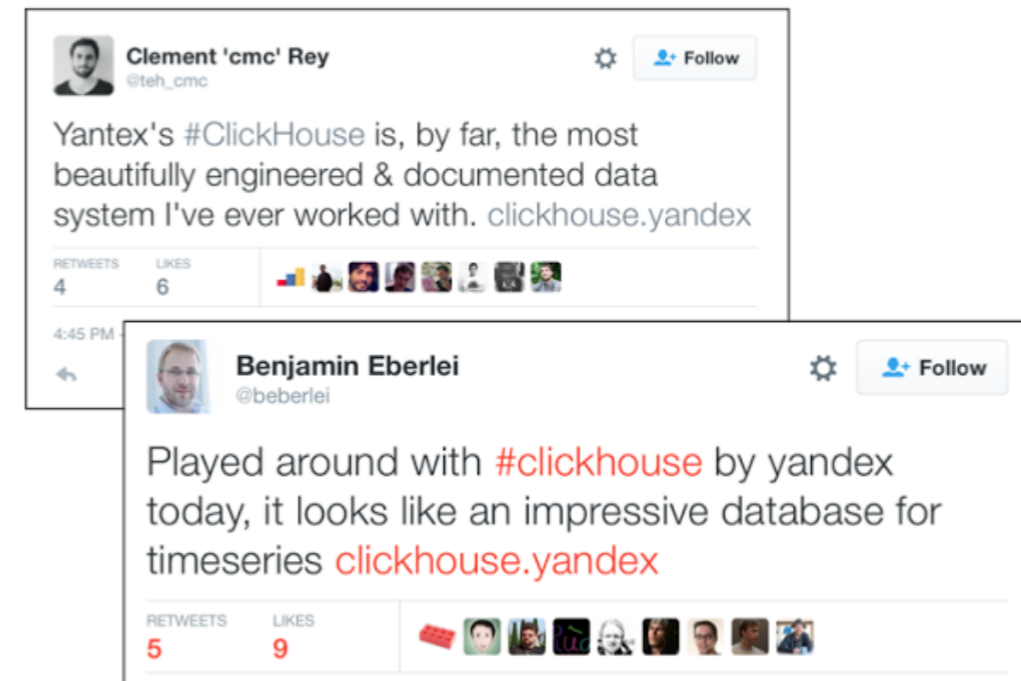 Clement 'cmc' Rey
@teh_cmc
Follow
Yantex's #ClickHouse is, by far, the most
beautifully engineered & documented data
system I've ever worked with. clickhouse.yandex
RETWEETS LIKES
4 6
4:45 PM
Benjamin Eberlei
@beberlei
Follow
Played around with #clickhouse by yandex
today, it looks like an impressive database for
timeseries clickhouse.yandex
RETWEETS LIKES
5 9